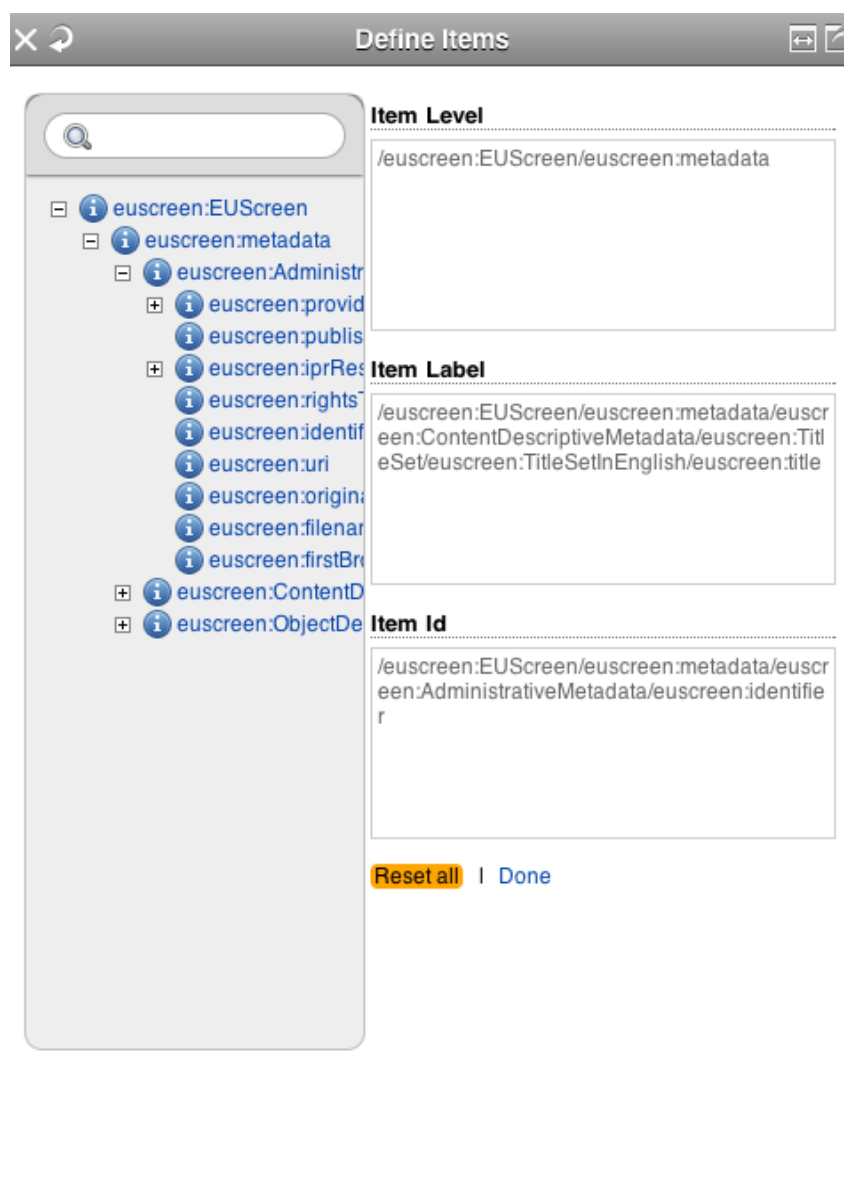 Define Items
euscreen:EUScreen
euscreen:metadata
euscreen:Administr
euscreen:provid
euscreen:publis
euscreen:iprRes
euscreen:rights
euscreen:identif
euscreen:uri
euscreen:origina
euscreen:filenar
euscreen:firstBr
euscreen:ContentD
euscreen:ObjectDe
Item Level
/euscreen:EUScreen/euscreen:metadata
Item Label
/euscreen:EUScreen/euscreen:metadata/euscr
een:ContentDescriptiveMetadata/euscreen:Titl
eSet/euscreen:TitleSetInEnglish/euscreen:title
Item Id
/euscreen:EUScreen/euscreen:metadata/euscr
een:AdministrativeMetadata/euscreen:identifie
r
Reset all | Done